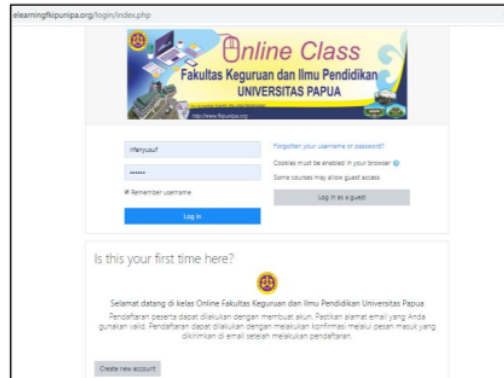 elearningfkipunipa.org/login/index.php
Online Class
Fakultas Keguruan dan Ilmu Pendidikan
UNIVERSITAS PAPUA
http://www.fkipunipa.org
irfanyusuf
••••••
Remember username
Log in
Forgotten your username or password?
Cookies must be enabled in your browser
Some courses may allow guest access
Log in as a guest
Is this your first time here?
Selamat datang di kelas Online Fakultas Keguruan dan Ilmu Pendidikan Universitas Papua
Pendaftaran peserta dapat dilakukan dengan membuat akun. Pastikan alamat email yang Anda
gunakan valid. Pendaftaran dapat dilakukan dengan melakukan konfirmasi melalui pesan masuk yang
dikirimkan di email setelah melakukan pendaftaran.
Create new account